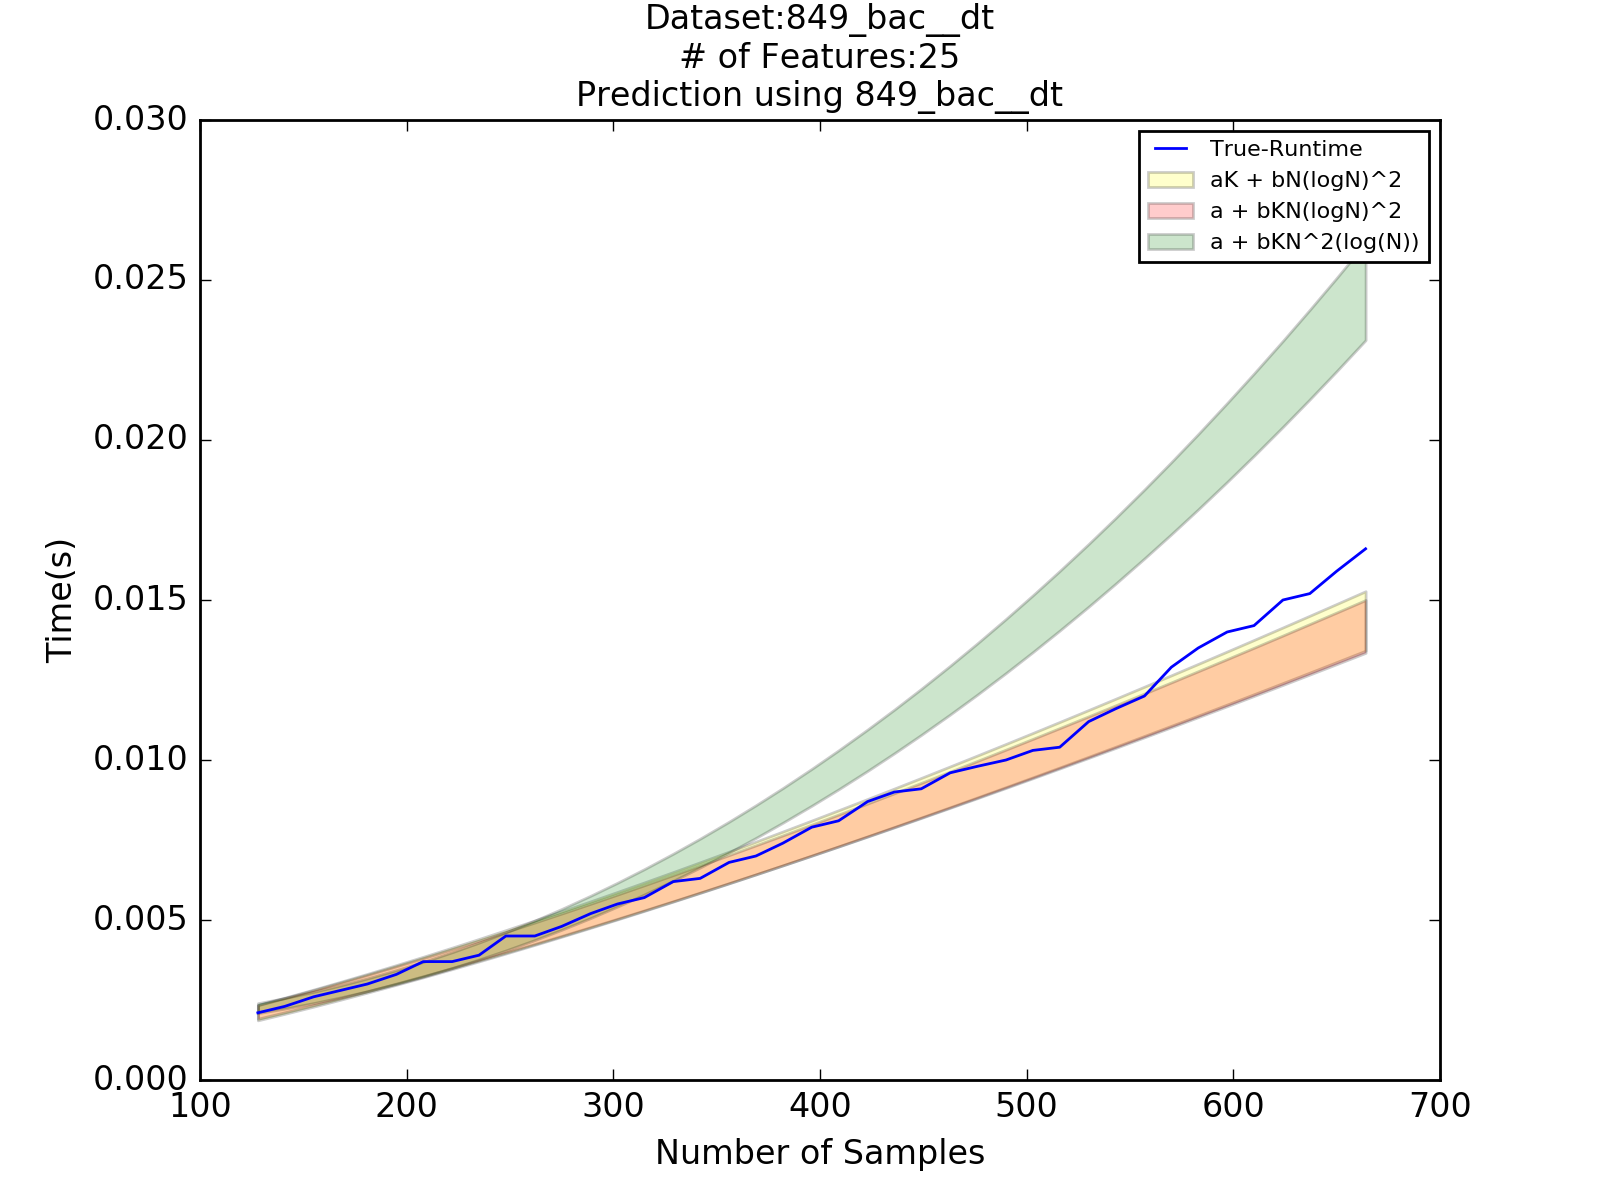 Dataset:849_bac__dt
# of Features:25
Prediction using 849_bac__dt
True-Runtime
aK + bN(logN)^2
a + bKN(logN)^2
a + bKN^2(log(N))
Time(s)
0.030
0.025
0.020
0.015
0.010
0.005
0.000
100 200 300 400 500 600 700
Number of Samples